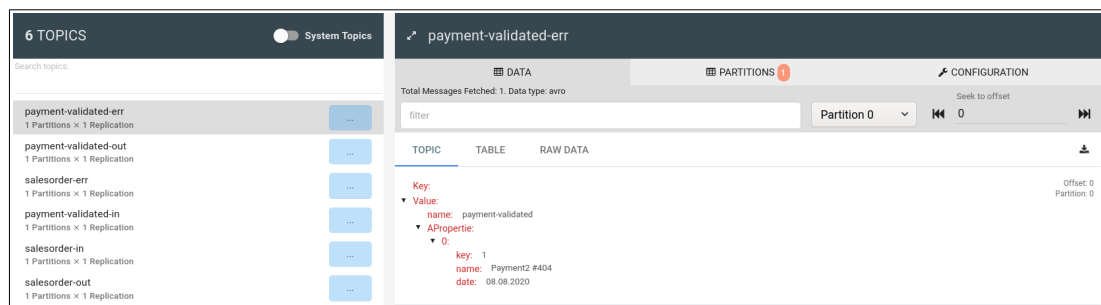 6 TOPICS
System Topics
Search topics:
payment-validated-err
1 Partitions × 1 Replication
...
payment-validated-out
1 Partitions × 1 Replication
...
salesorder-err
1 Partitions × 1 Replication
...
payment-validated-in
1 Partitions × 1 Replication
...
salesorder-in
1 Partitions × 1 Replication
...
salesorder-out
1 Partitions × 1 Replication
...
payment-validated-err
DATA
PARTITIONS 1
CONFIGURATION
Total Messages Fetched: 1. Data type: avro
filter
Partition 0
Seek to offset
0
TOPIC TABLE RAW DATA
Key:
Offset: 0
Partition: 0
Value:
name: payment-validated
APropertie:
0:
key: 1
name: Payment2 #404
date: 08.08.2020